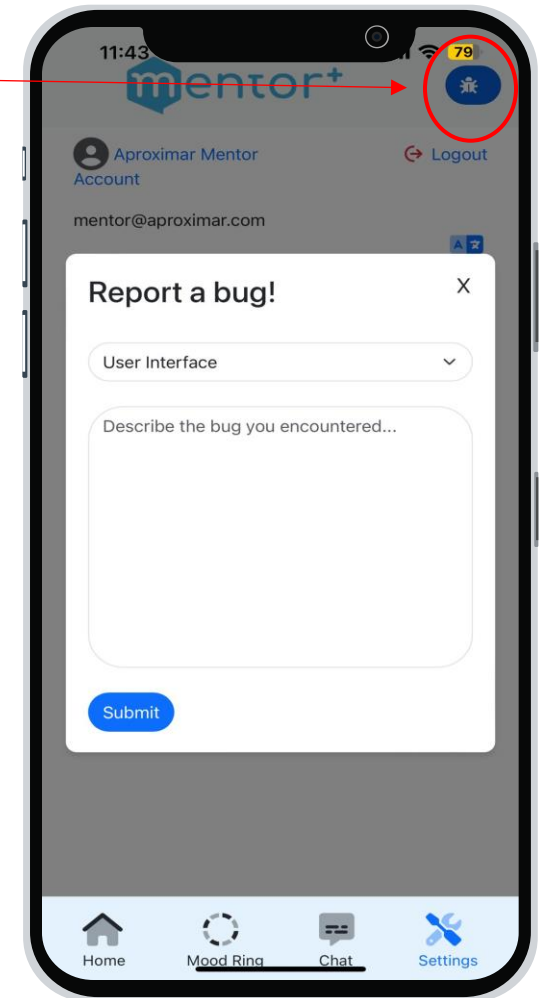 11:43
79
mentor+
Aproximar Mentor
Account
Logout
mentor@aproximar.com
A
Report a bug!
X
User Interface
Describe the bug you encountered...
Submit
Home
Mood Ring
Chat
Settings